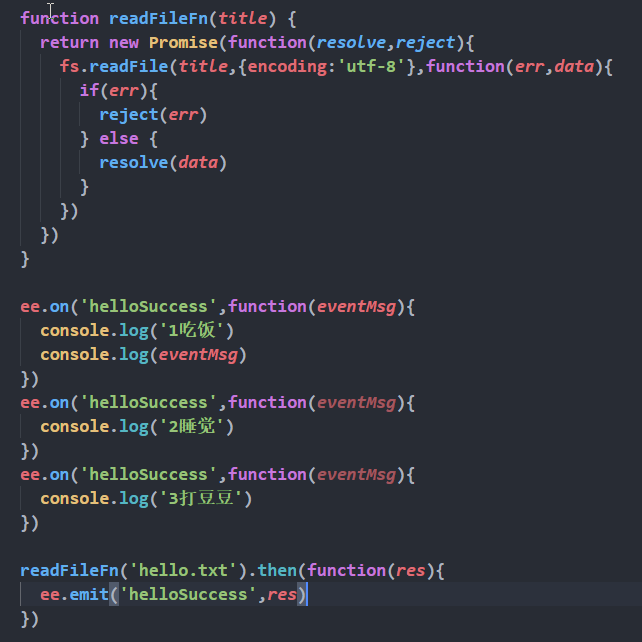 function readFileFn(title) {
  return new Promise(function(resolve,reject){
    fs.readFile(title,{encoding:'utf-8'},function(err,data){
      if(err){
        reject(err)
      } else {
        resolve(data)
      }
    })
  })
}

ee.on('helloSuccess',function(eventMsg){
  console.log('1吃饭')
  console.log(eventMsg)
})
ee.on('helloSuccess',function(eventMsg){
  console.log('2睡觉')
})
ee.on('helloSuccess',function(eventMsg){
  console.log('3打豆豆')
})

readFileFn('hello.txt').then(function(res){
  ee.emit('helloSuccess',res)
})